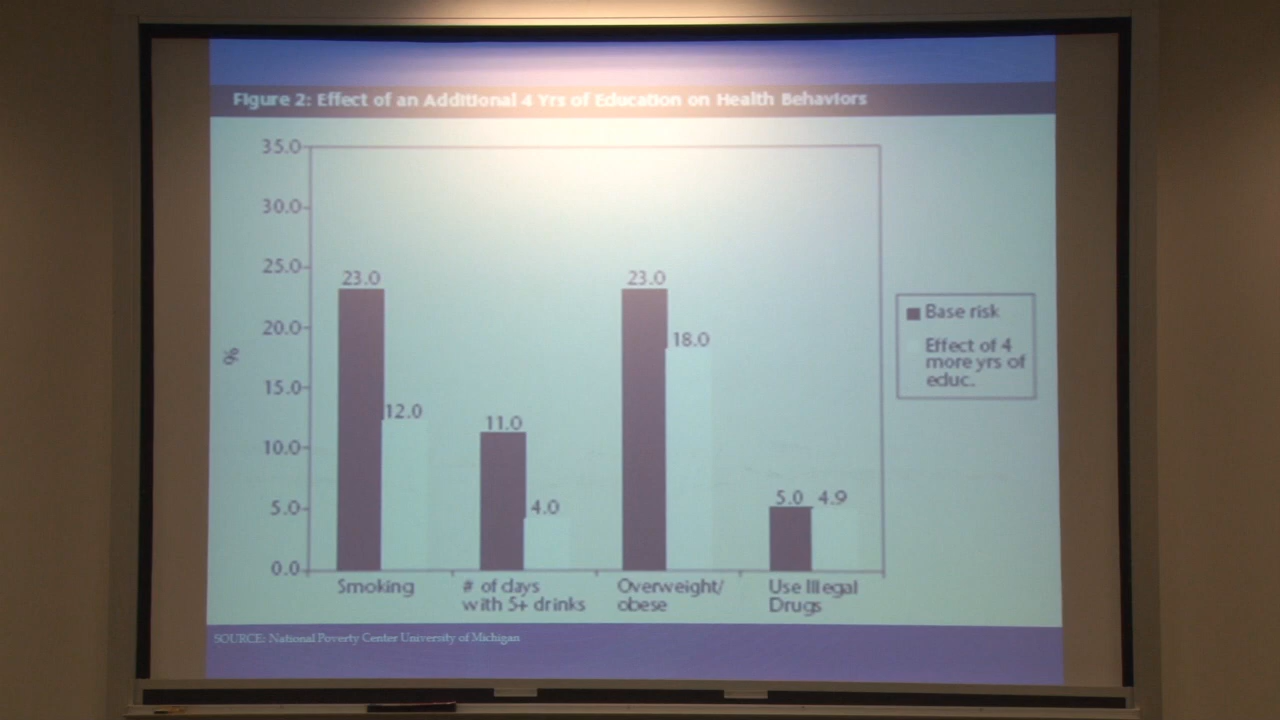 Figure 2: Effect of an Additional 4 Yrs of Education on Health Behaviors
35.0
30.0
25.0
20.0
15.0
10.0
5.0
0.0
%
23.0
12.0
11.0
4.0
23.0
18.0
5.0 4.9
Smoking
# of days
with 5+ drinks
Overweight/
obese
Use Illegal
Drugs
Base risk
Effect of 4
more yrs of
educ.
SOURCE: National Poverty Center University of Michigan